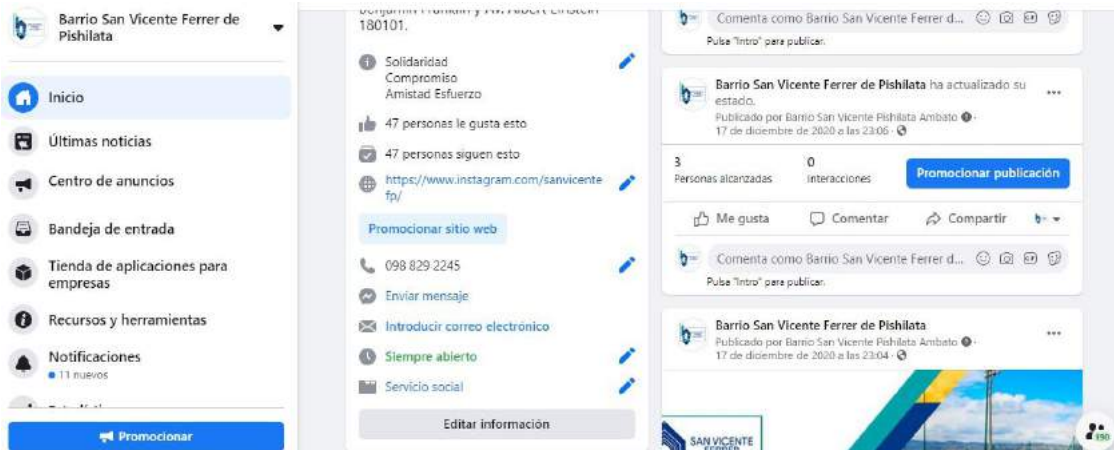 Barrio San Vicente Ferrer de
Pishilata
Inicio
Últimas noticias
Centro de anuncios
Bandeja de entrada
Tienda de aplicaciones para
empresas
Recursos y herramientas
Notificaciones
11 nuevos
Promocionar
Benjamin Franklin y Av. Albert Einstein
180101.
Solidaridad
Compromiso
Amistad Esfuerzo
47 personas le gusta esto
47 personas siguen esto
https://www.instagram.com/sanvicente
fp/
Promocionar sitio web
098 829 2245
Enviar mensaje
Introducir correo electrónico
Siempre abierto
Servicio social
Editar información
Comenta como Barrio San Vicente Ferrer d...
Pulsa "Intro" para publicar.
Barrio San Vicente Ferrer de Pishilata ha actualizado su
estado.
Publicado por Barrio San Vicente Pishilata Ambato
17 de diciembre de 2020 a las 23:06 ·
3 0
Personas alcanzadas Interacciones Promocionar publicación
Me gusta Comentar Compartir
Comenta como Barrio San Vicente Ferrer d...
Pulsa "Intro" para publicar.
Barrio San Vicente Ferrer de Pishilata
Publicado por Barrio San Vicente Pishilata Ambato
17 de diciembre de 2020 a las 23:04 ·
SAN VICENTE
FERRER
190